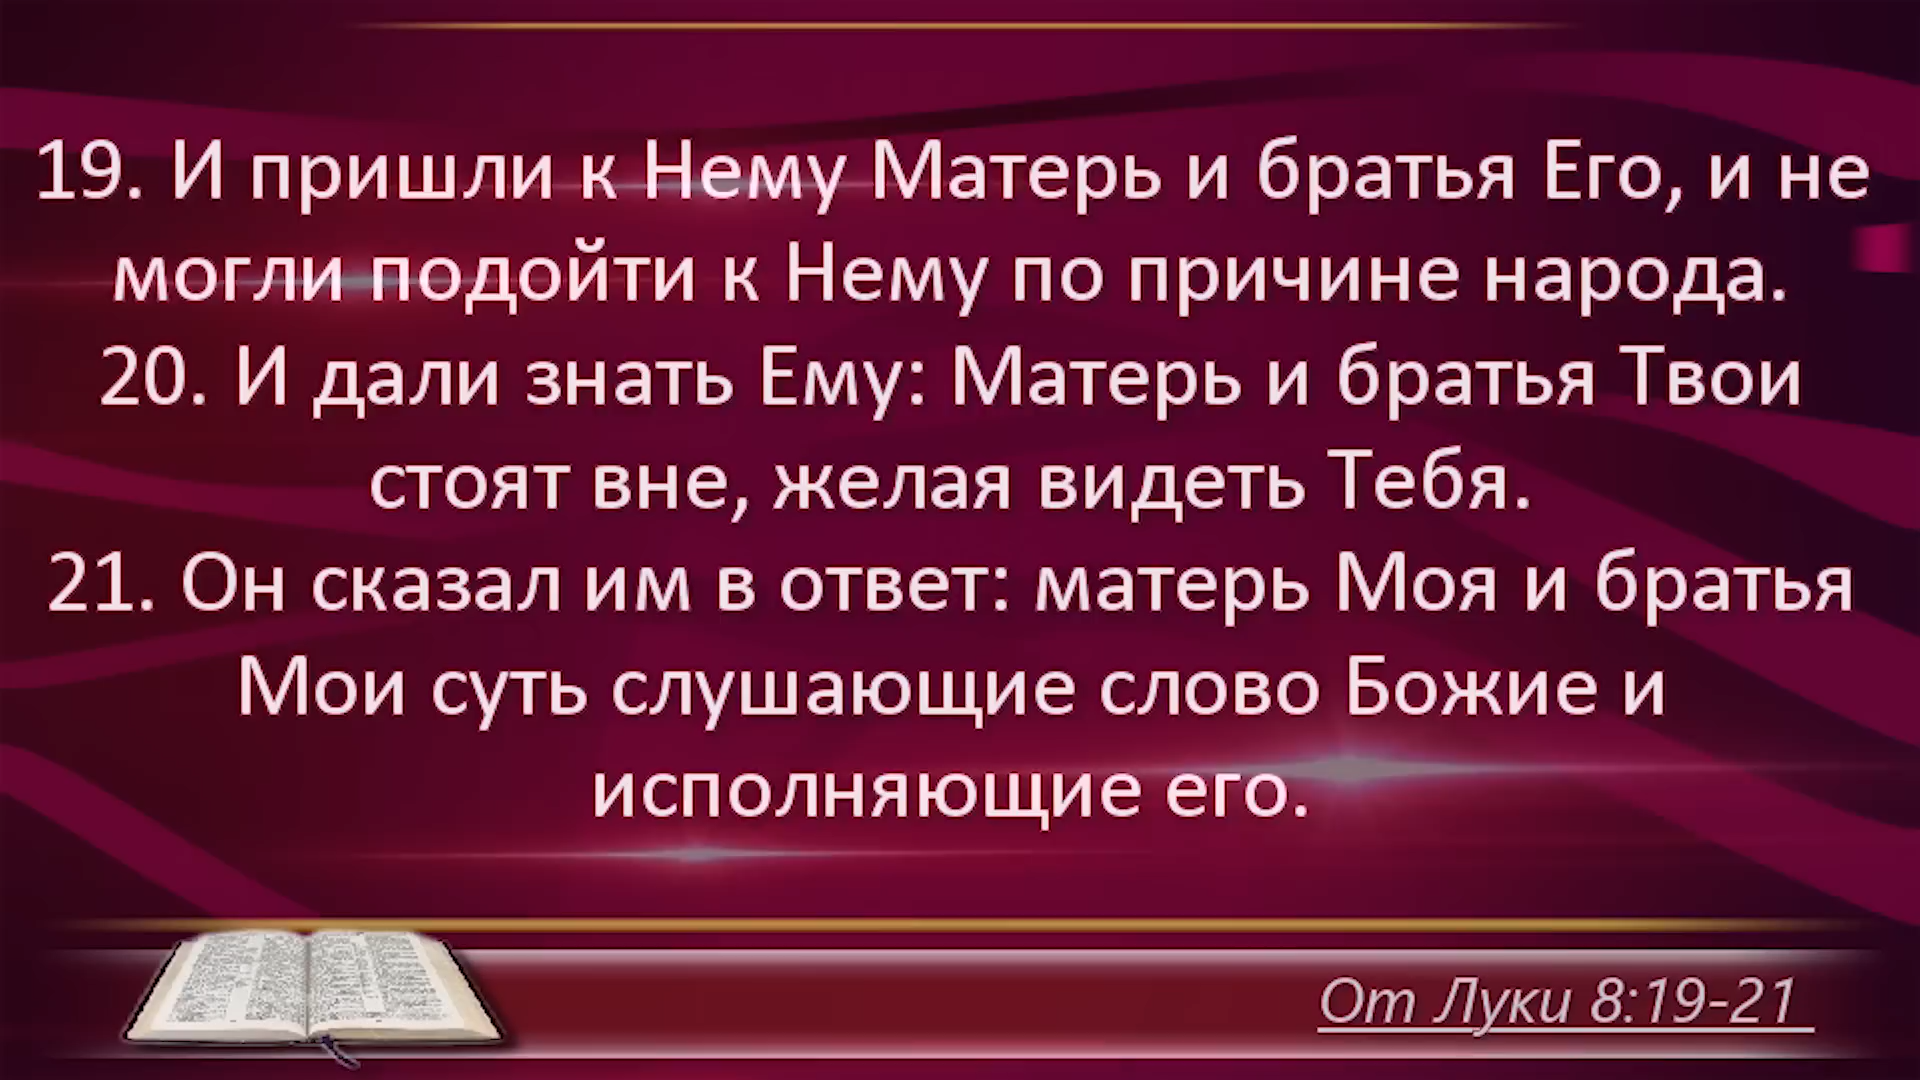 19. И пришли к Нему Матерь и братья Его, и не
могли подойти к Нему по причине народа.
20. И дали знать Ему: Матерь и братья Твои
стоят вне, желая видеть Тебя.
21. Он сказал им в ответ: матерь Моя и братья
Мои суть слушающие слово Божие и
исполняющие его.
От Луки 8:19-21